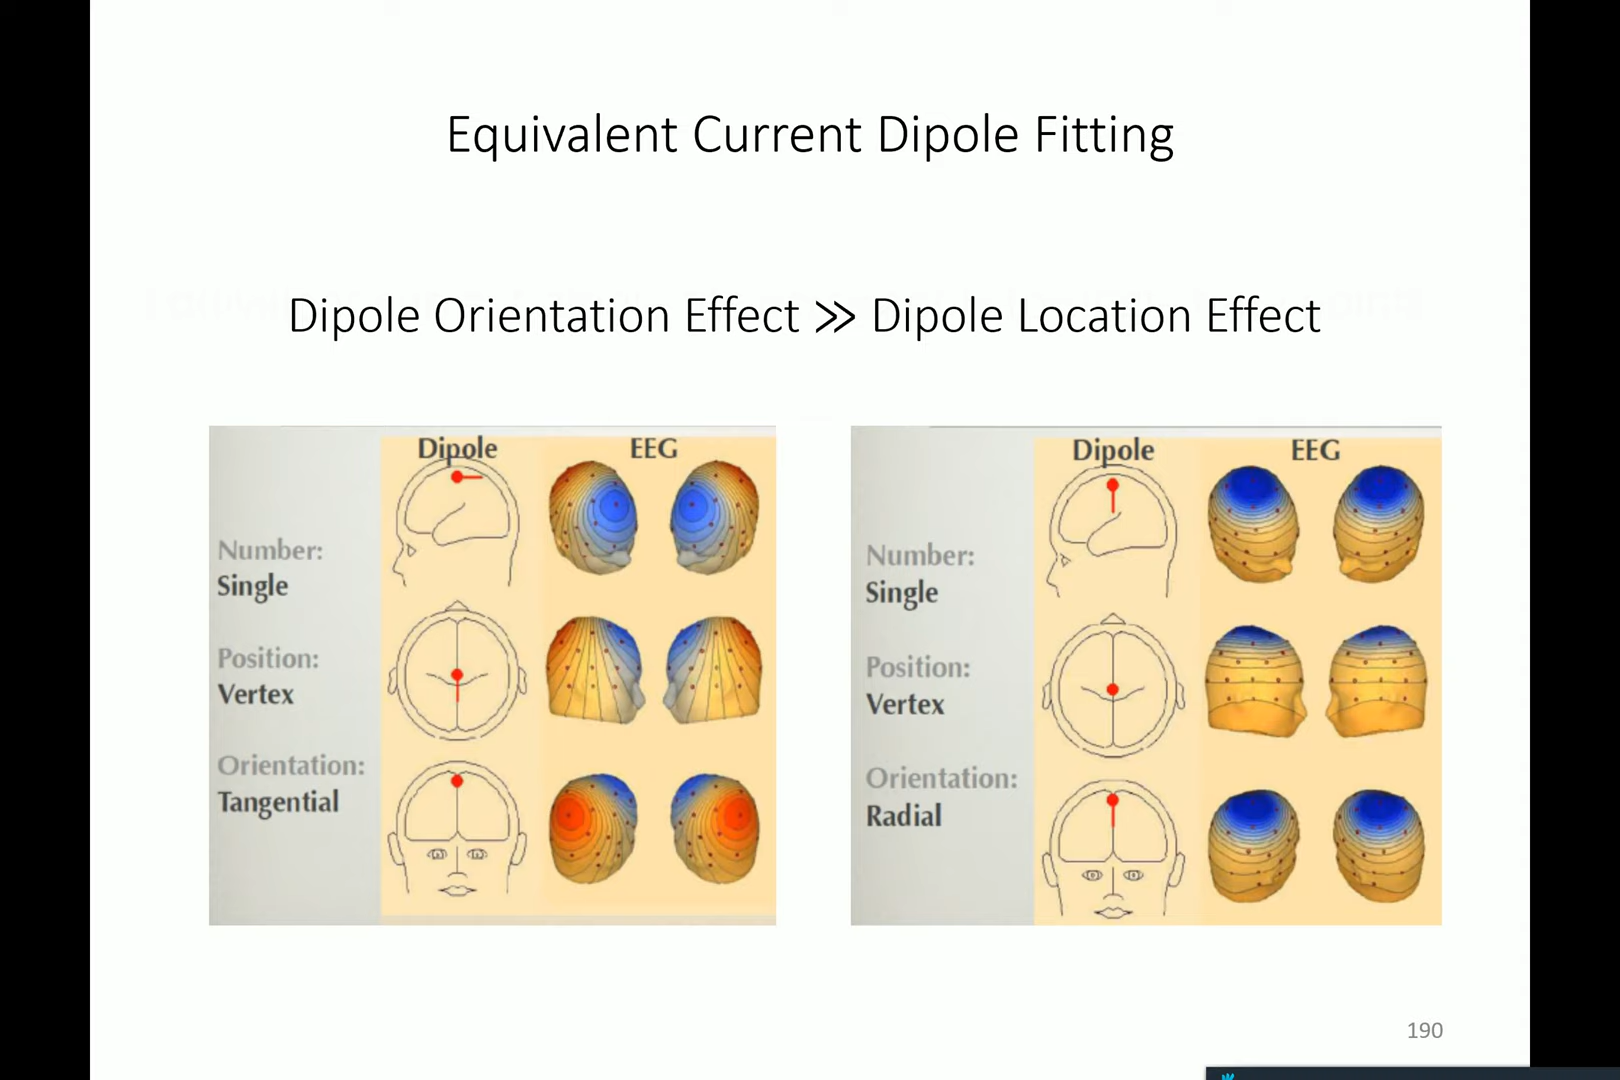 Equivalent Current Dipole Fitting
Dipole Orientation Effect ≫ Dipole Location Effect
Dipole EEG
Number:
Single
Position:
Vertex
Orientation:
Tangential
Dipole EEG
Number:
Single
Position:
Vertex
Orientation:
Radial
190